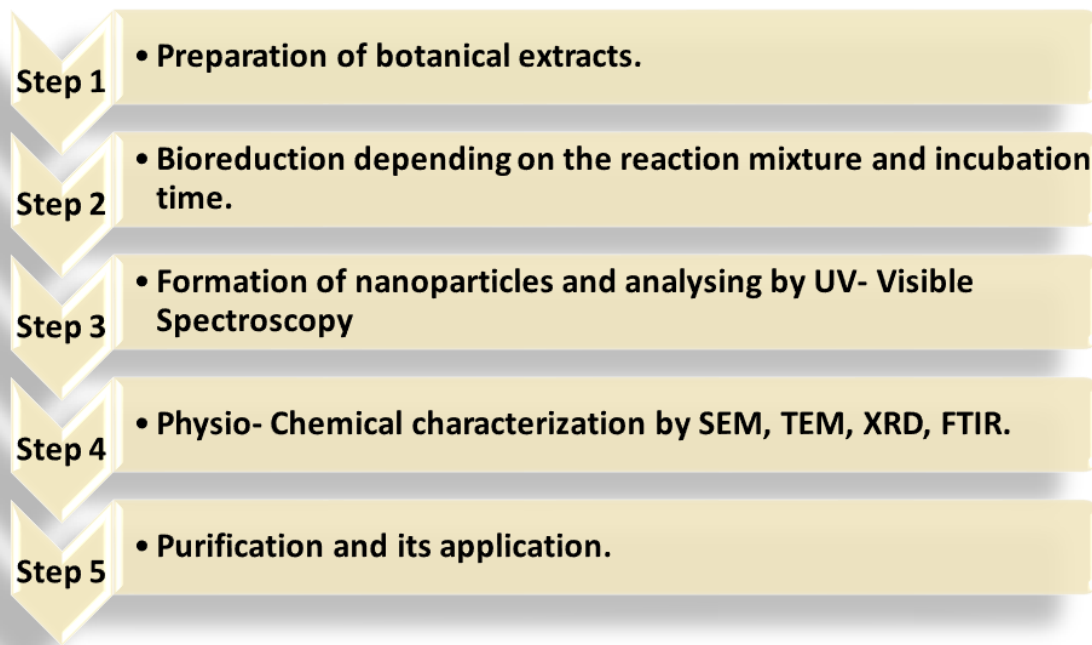 Step 1
• Preparation of botanical extracts.
Step 2
• Bioreduction depending on the reaction mixture and incubation
time.
Step 3
• Formation of nanoparticles and analysing by UV- Visible
Spectroscopy
Step 4
• Physio- Chemical characterization by SEM, TEM, XRD, FTIR.
Step 5
• Purification and its application.